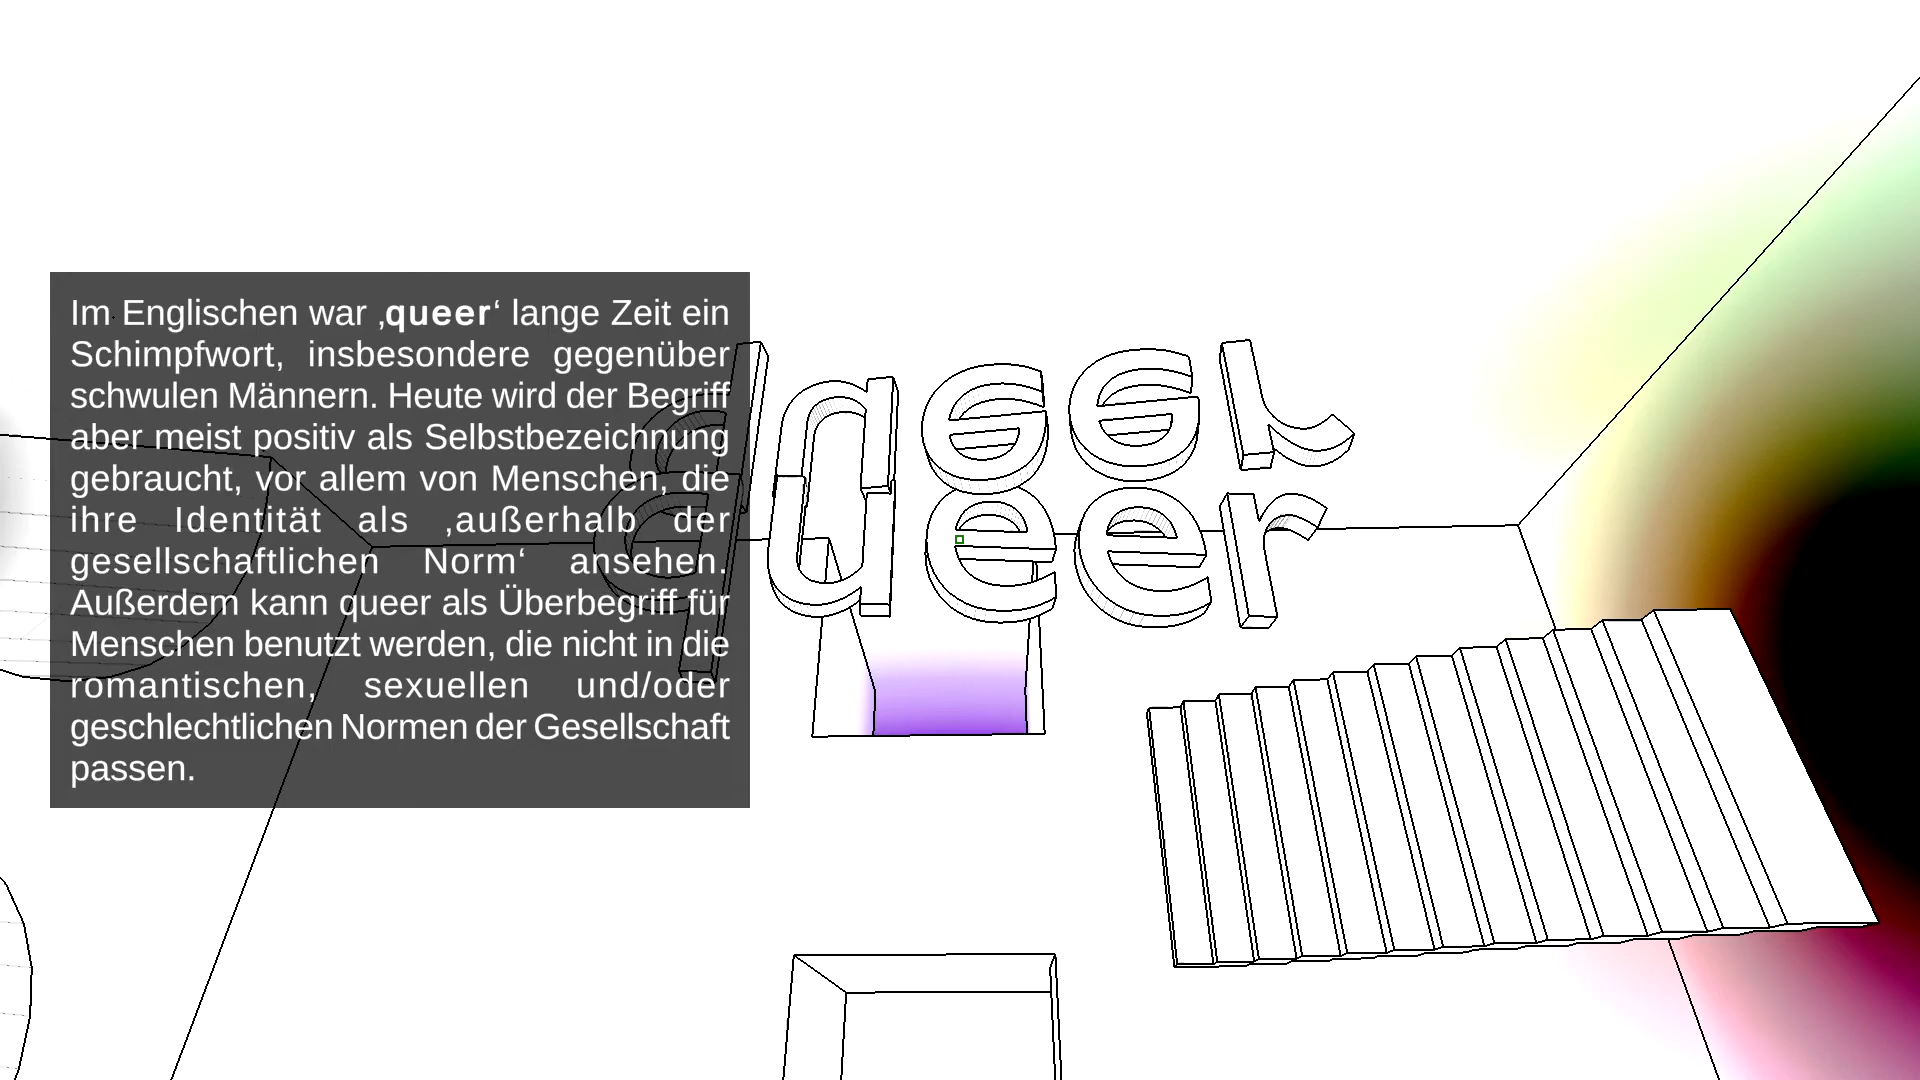 Im Englischen war ‚queer‘ lange Zeit ein
Schimpfwort, insbesondere gegenüber
schwulen Männern. Heute wird der Begriff
aber meist positiv als Selbstbezeichnung
gebraucht, vor allem von Menschen, die
ihre Identität als ‚außerhalb der
gesellschaftlichen Norm‘ ansehen.
Außerdem kann queer als Überbegriff für
Menschen benutzt werden, die nicht in die
romantischen, sexuellen und/oder
geschlechtlichen Normen der Gesellschaft
passen.
queer
queer